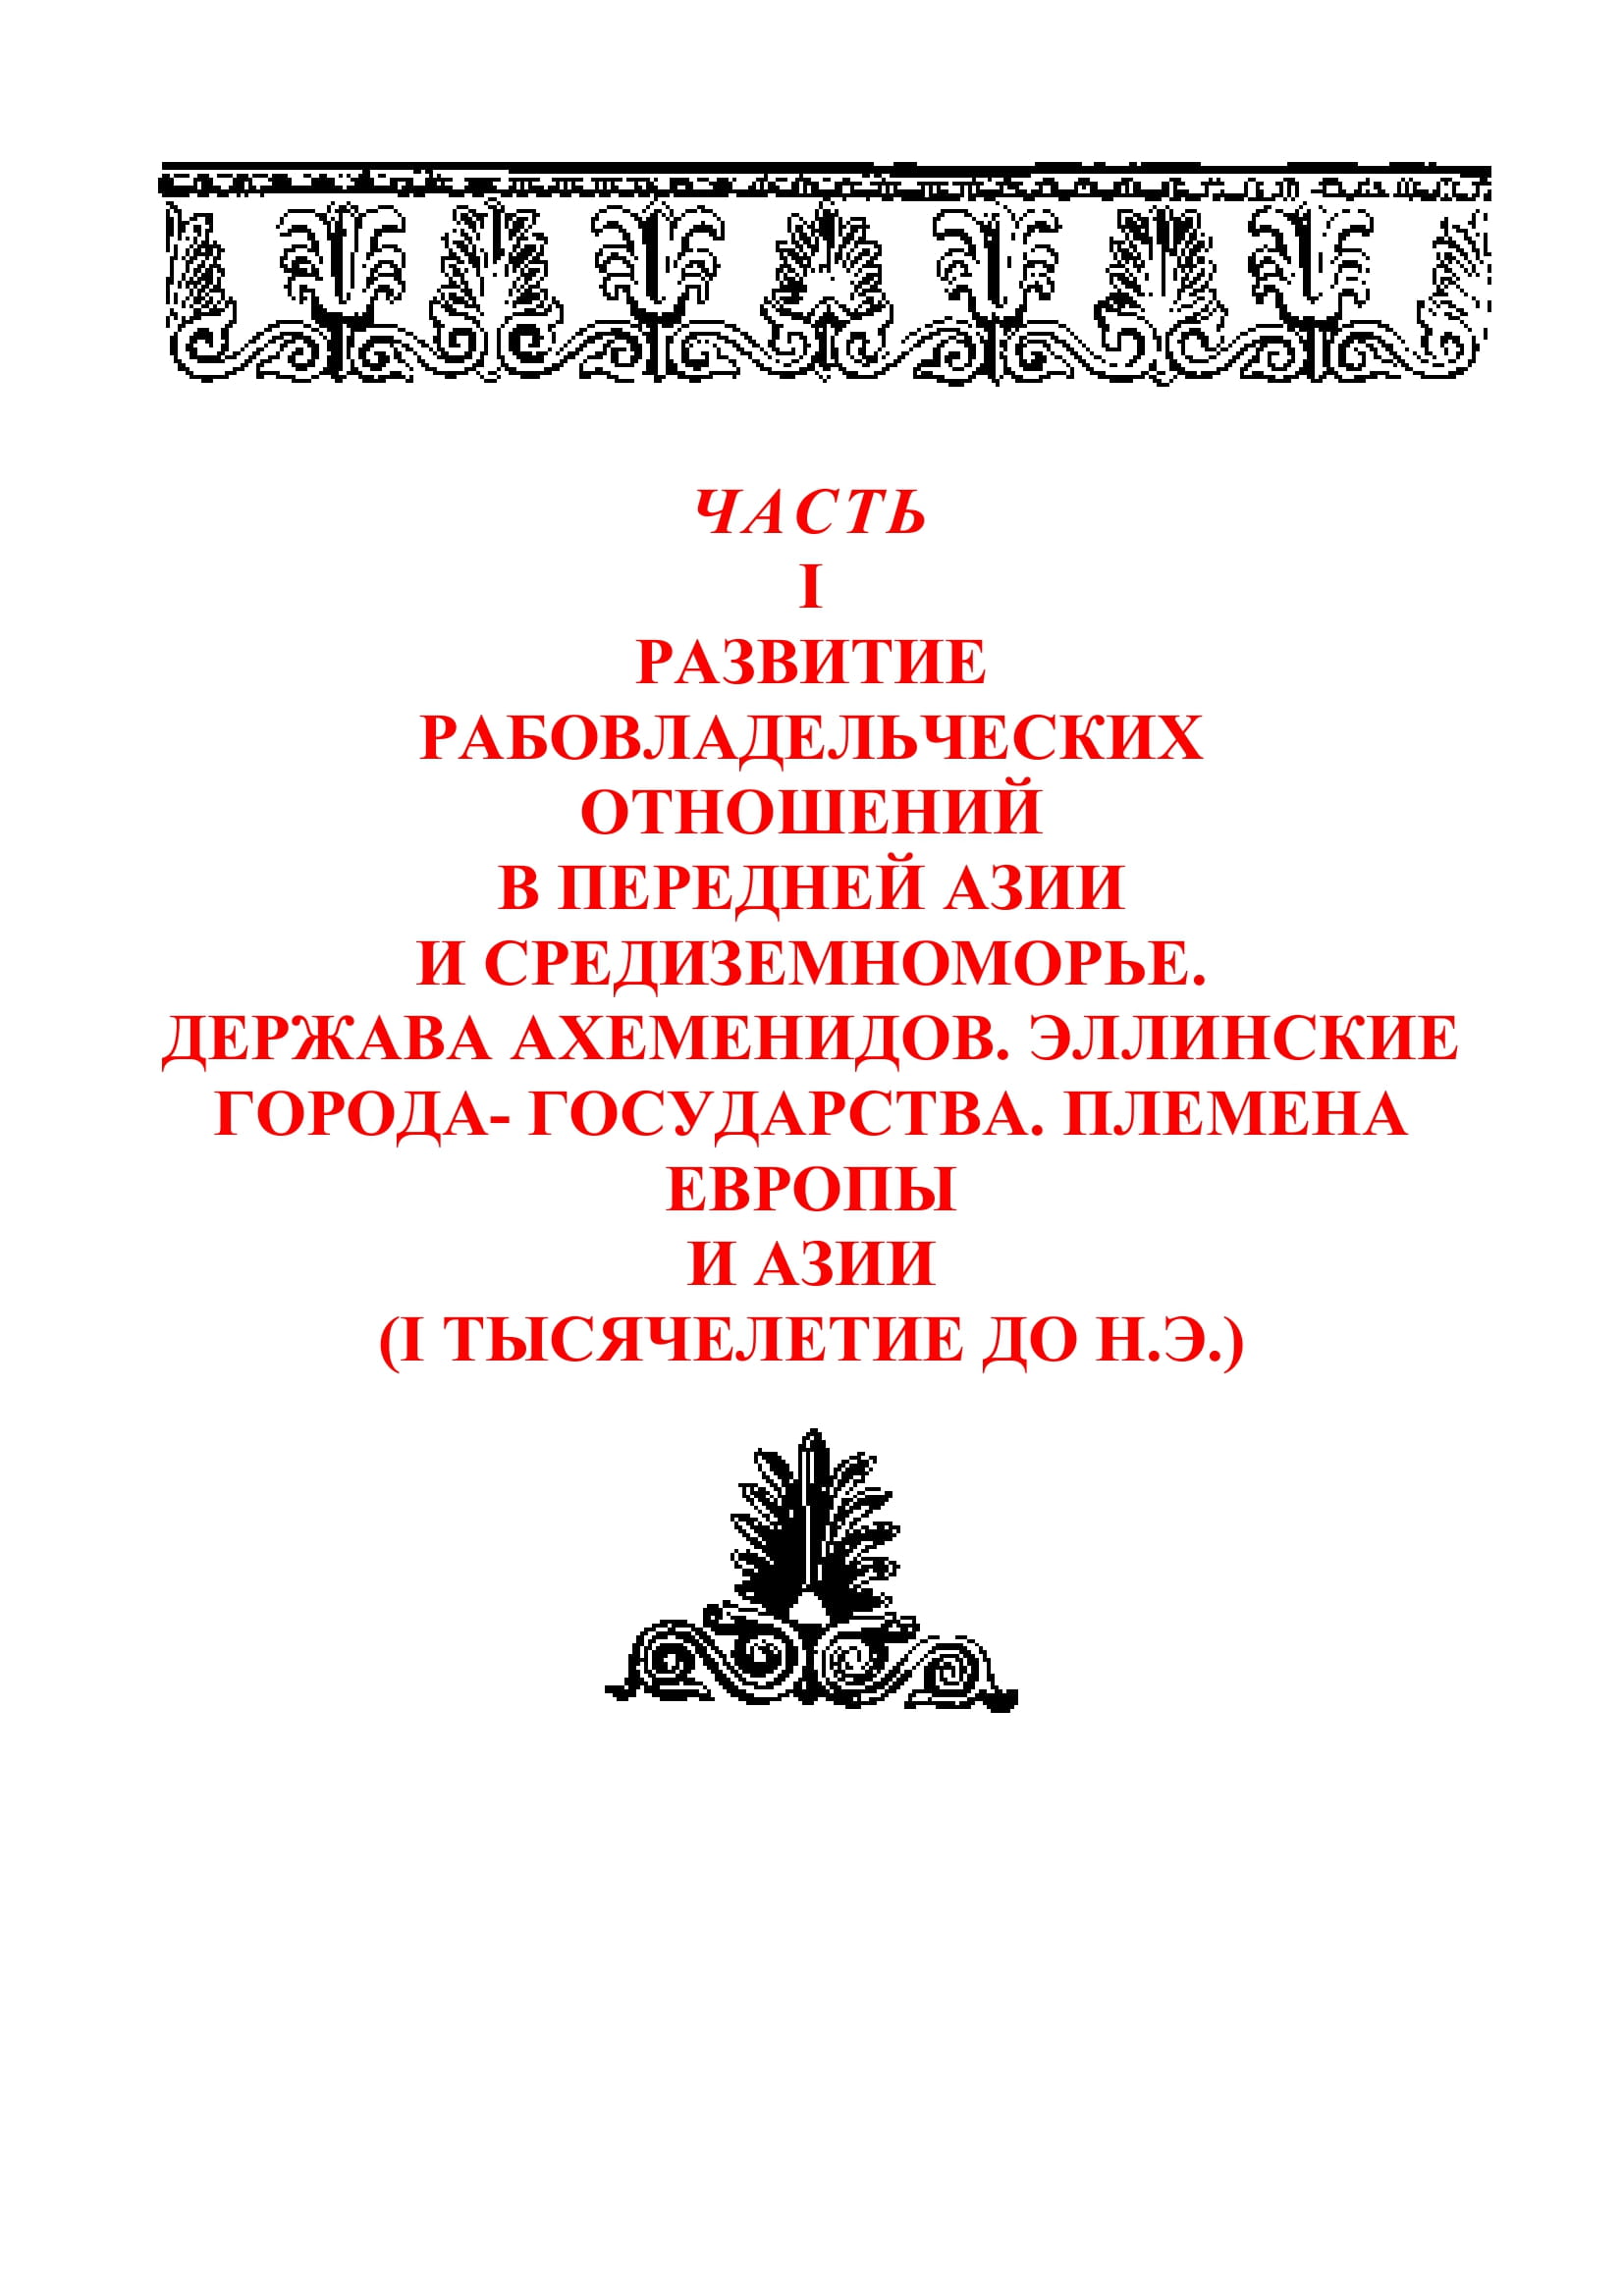 ЧАСТЬ
I
РАЗВИТИЕ
РАБОВЛАДЕЛЬЧЕСКИХ
ОТНОШЕНИЙ
В ПЕРЕДНЕЙ АЗИИ
И СРЕДИЗЕМНОМОРЬЕ.
ДЕРЖАВА АХЕМЕНИДОВ. ЭЛЛИНСКИЕ
ГОРОДА- ГОСУДАРСТВА. ПЛЕМЕНА
ЕВРОПЫ
И АЗИИ
(I ТЫСЯЧЕЛЕТИЕ ДО Н.Э.)